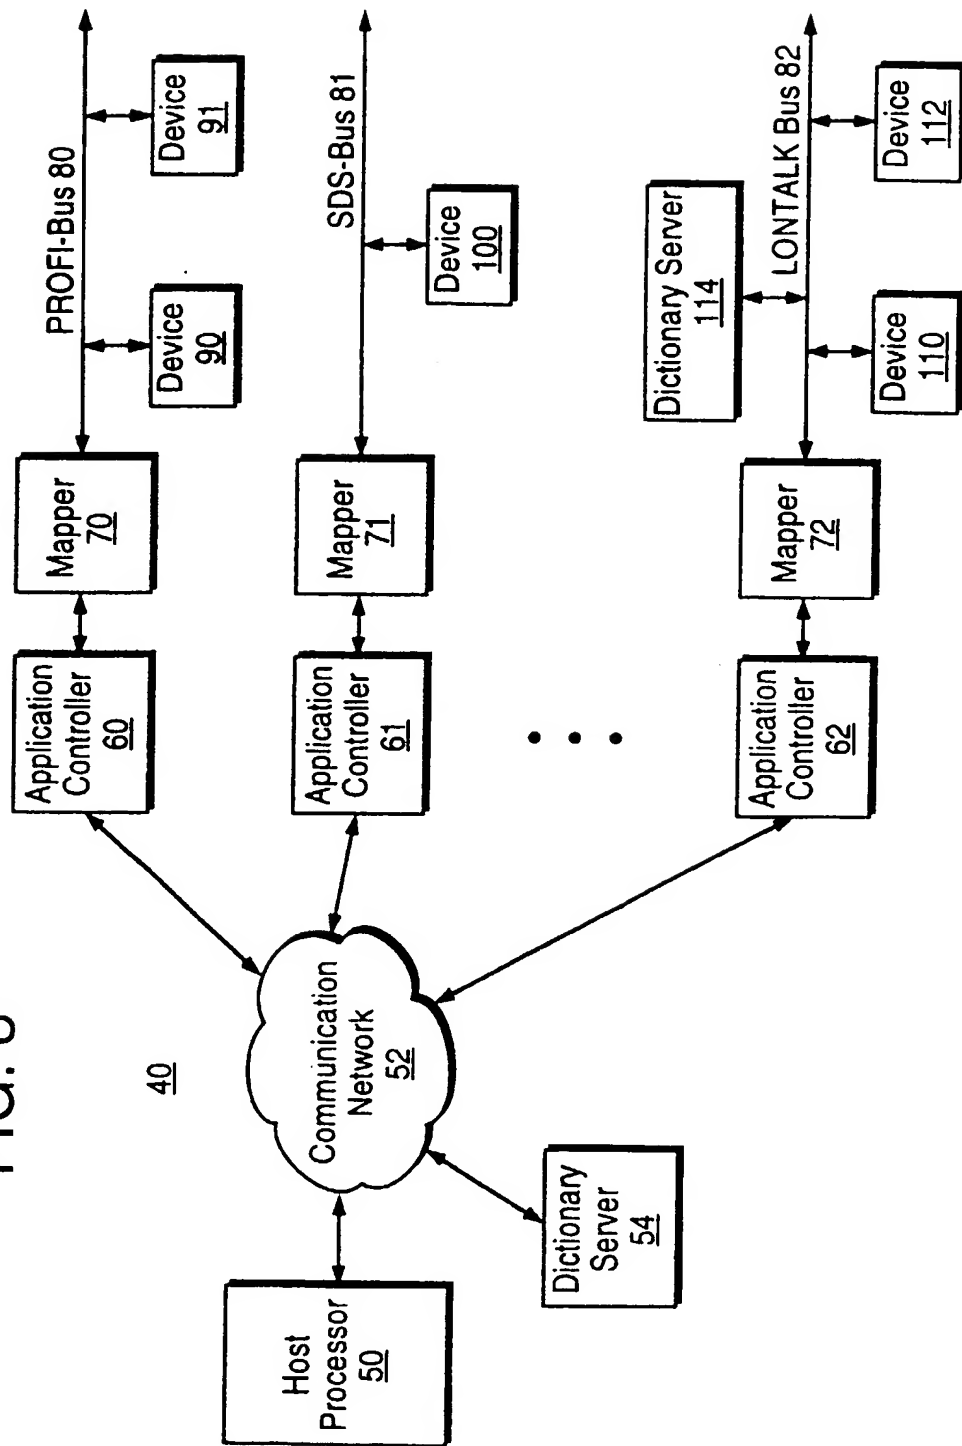 FIG.
40
Host
Processor
50
Communication
Network
52
Dictionary
Server
54
Application
Controller
60
Mapper
70
PROFI-Bus 80
Device
90
Device
91
Application
Controller
61
Mapper
71
SDS-Bus 81
Device
100
Application
Controller
62
Mapper
72
Dictionary Server
114
LONTALK Bus 82
Device
110
Device
112